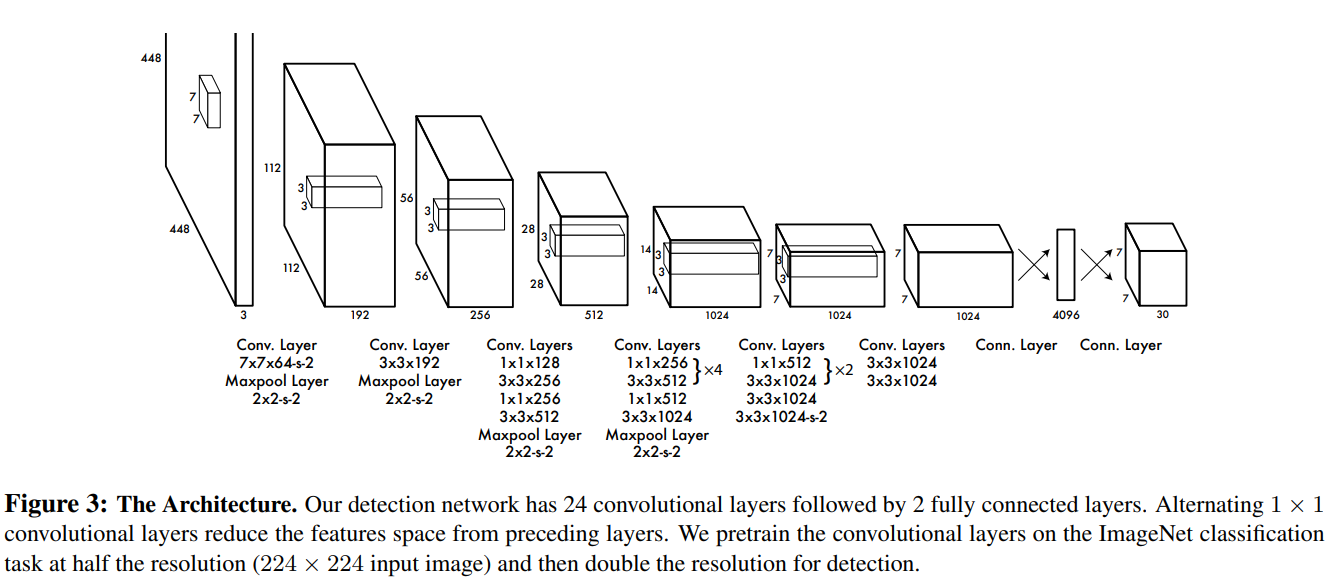 448
7
7
448
3
112
3
3
112
192
56
3
3
56
256
28
3
3
28
512
14
3
3
14
1024
7
3
3
7
1024
7
7
1024
4096
7
7
30
Conv. Layer
7x7x64-s-2
Maxpool Layer
2x2-s-2
Conv. Layer
3x3x192
Maxpool Layer
2x2-s-2
Conv. Layers
1x1x128
3x3x256
1x1x256
3x3x512
Maxpool Layer
2x2-s-2
Conv. Layers
1x1x256
3x3x512 }×4
1x1x512
3x3x1024
Maxpool Layer
2x2-s-2
Conv. Layers
1x1x512
3x3x1024 }×2
3x3x1024
3x3x1024-s-2
Conv. Layers
3x3x1024
3x3x1024
Conn. Layer
Conn. Layer
Figure 3: The Architecture. Our detection network has 24 convolutional layers followed by 2 fully connected layers. Alternating 1 × 1
convolutional layers reduce the features space from preceding layers. We pretrain the convolutional layers on the ImageNet classification
task at half the resolution (224 × 224 input image) and then double the resolution for detection.